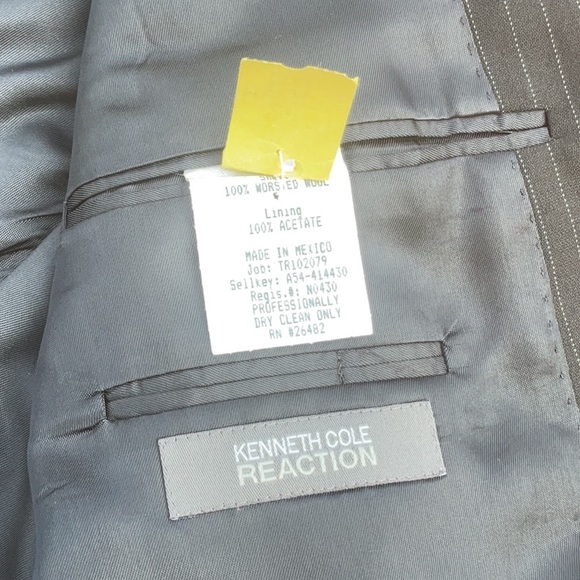 100% WORSTED WOOL
Lining
100% ACETATE
MADE IN MEXICO
Job: TR102079
Sellkey: A54-414430
Regis.#: N0430
PROFESSIONALLY
DRY CLEAN ONLY
RN #26482
KENNETH COLE
REACTION